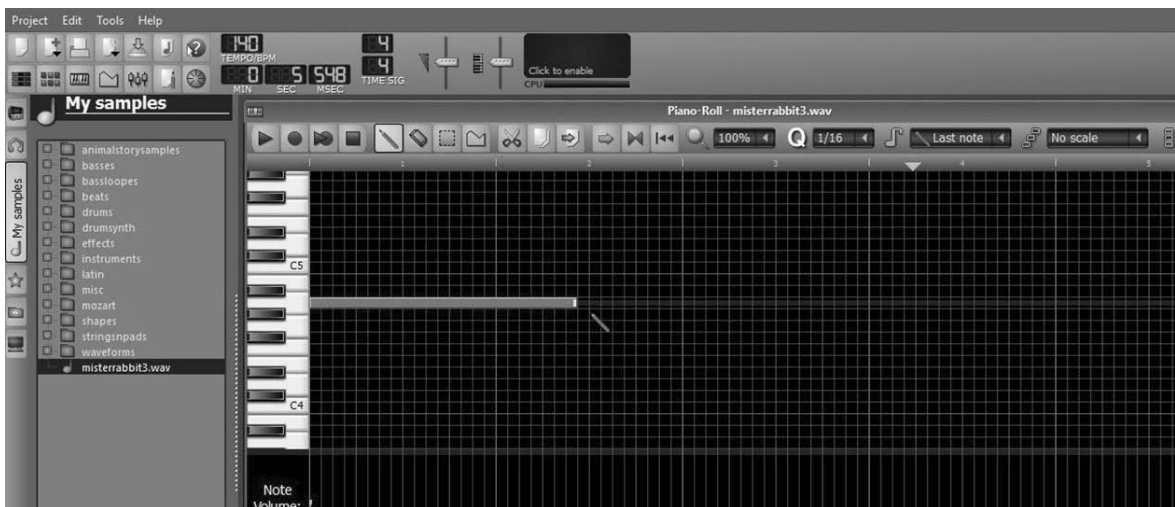 Project Edit Tools Help
140
TEMPO/BPM
0 5 548
MIN SEC MSEC
4
4
TIME SIG
Click to enable
CPU
My samples
My samples
animalstorysamples
basses
bassloopes
beats
drums
drumsynth
effects
instruments
latin
misc
mozart
shapes
stringsnpads
waveforms
misterrabbit3.wav
Piano-Roll - misterrabbit3.wav
100% Q 1/16 Last note No scale
1 2 3 4 5
C5
C4
Note
Volume: